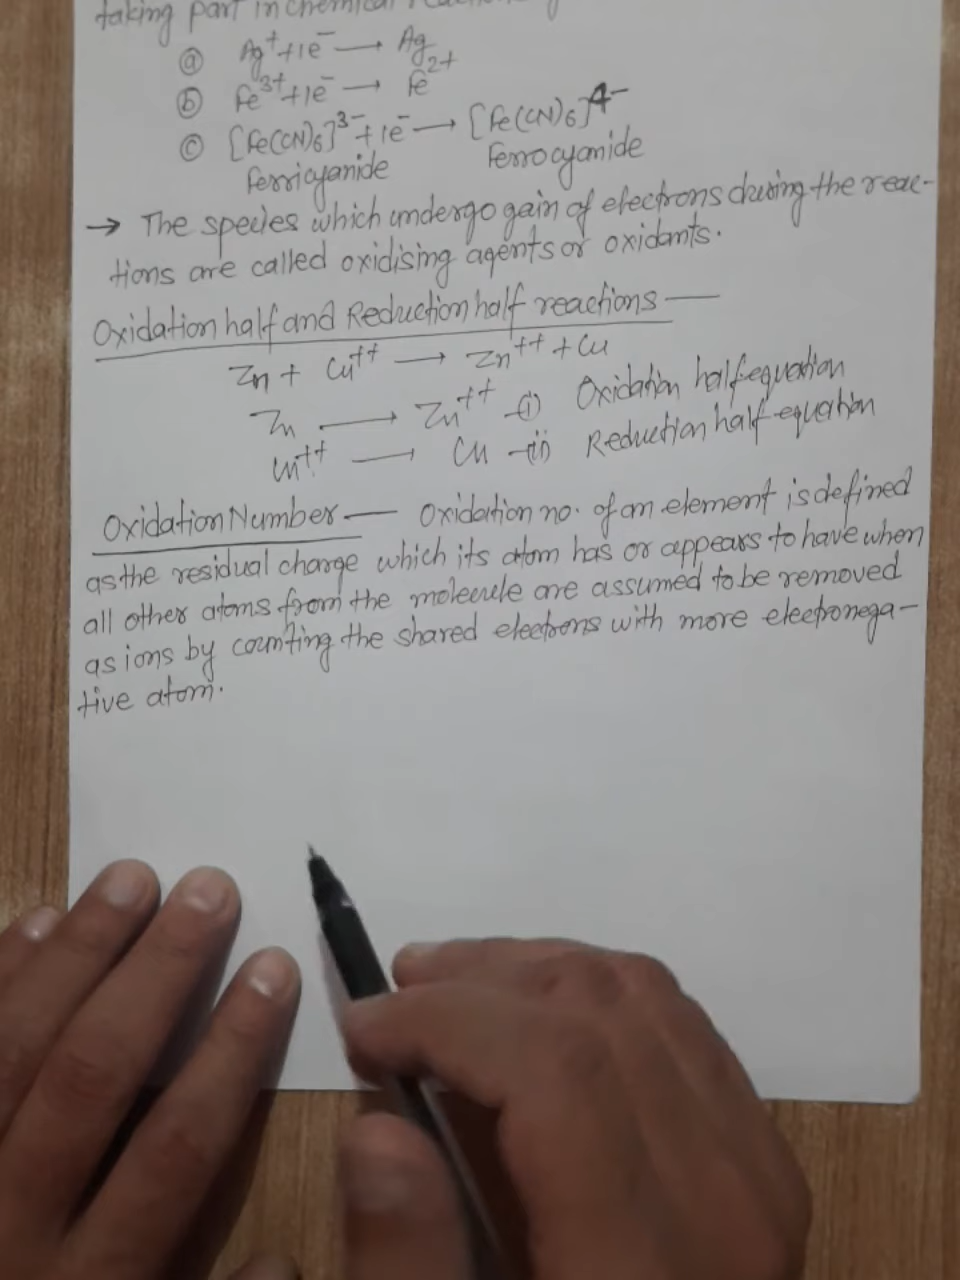 taking part in chemical
ⓐ Ag⁺+1e⁻ → Ag
ⓑ Fe³⁺+1e⁻ → Fe²⁺
ⓒ [Fe(CN)₆]³⁻+1e⁻ → [Fe(CN)₆]⁴⁻
Ferricyanide Ferrocyanide
→ The species which undergo gain of electrons during the reac-
tions are called oxidising agents or oxidants.
Oxidation half and Reduction half reactions —
Zn + Cu⁺⁺ → Zn⁺⁺ + Cu
Zn → Zn⁺⁺ -(i) Oxidation half equation
Cu⁺⁺ → Cu -(ii) Reduction half-equation
Oxidation Number — Oxidation no. of an element is defined
as the residual charge which its atom has or appears to have when
all other atoms from the molecule are assumed to be removed
as ions by counting the shared electrons with more electronega-
tive atom.